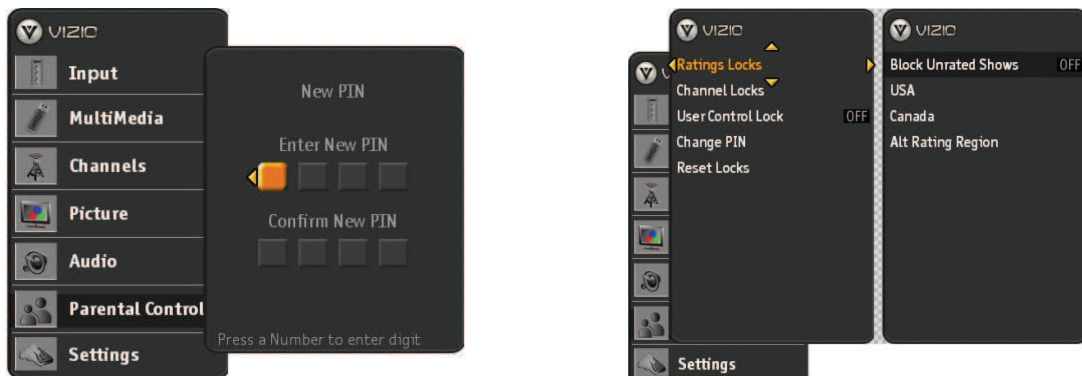 VIZIO
Input
MultiMedia
Channels
Picture
Audio
Parental Control
Settings
New PIN
Enter New PIN
Confirm New PIN
Press a Number to enter digit
V
Settings
VIZIO
Ratings Locks
Channel Locks
User Control Lock OFF
Change PIN
Reset Locks
VIZIO
Block Unrated Shows OFF
USA
Canada
Alt Rating Region